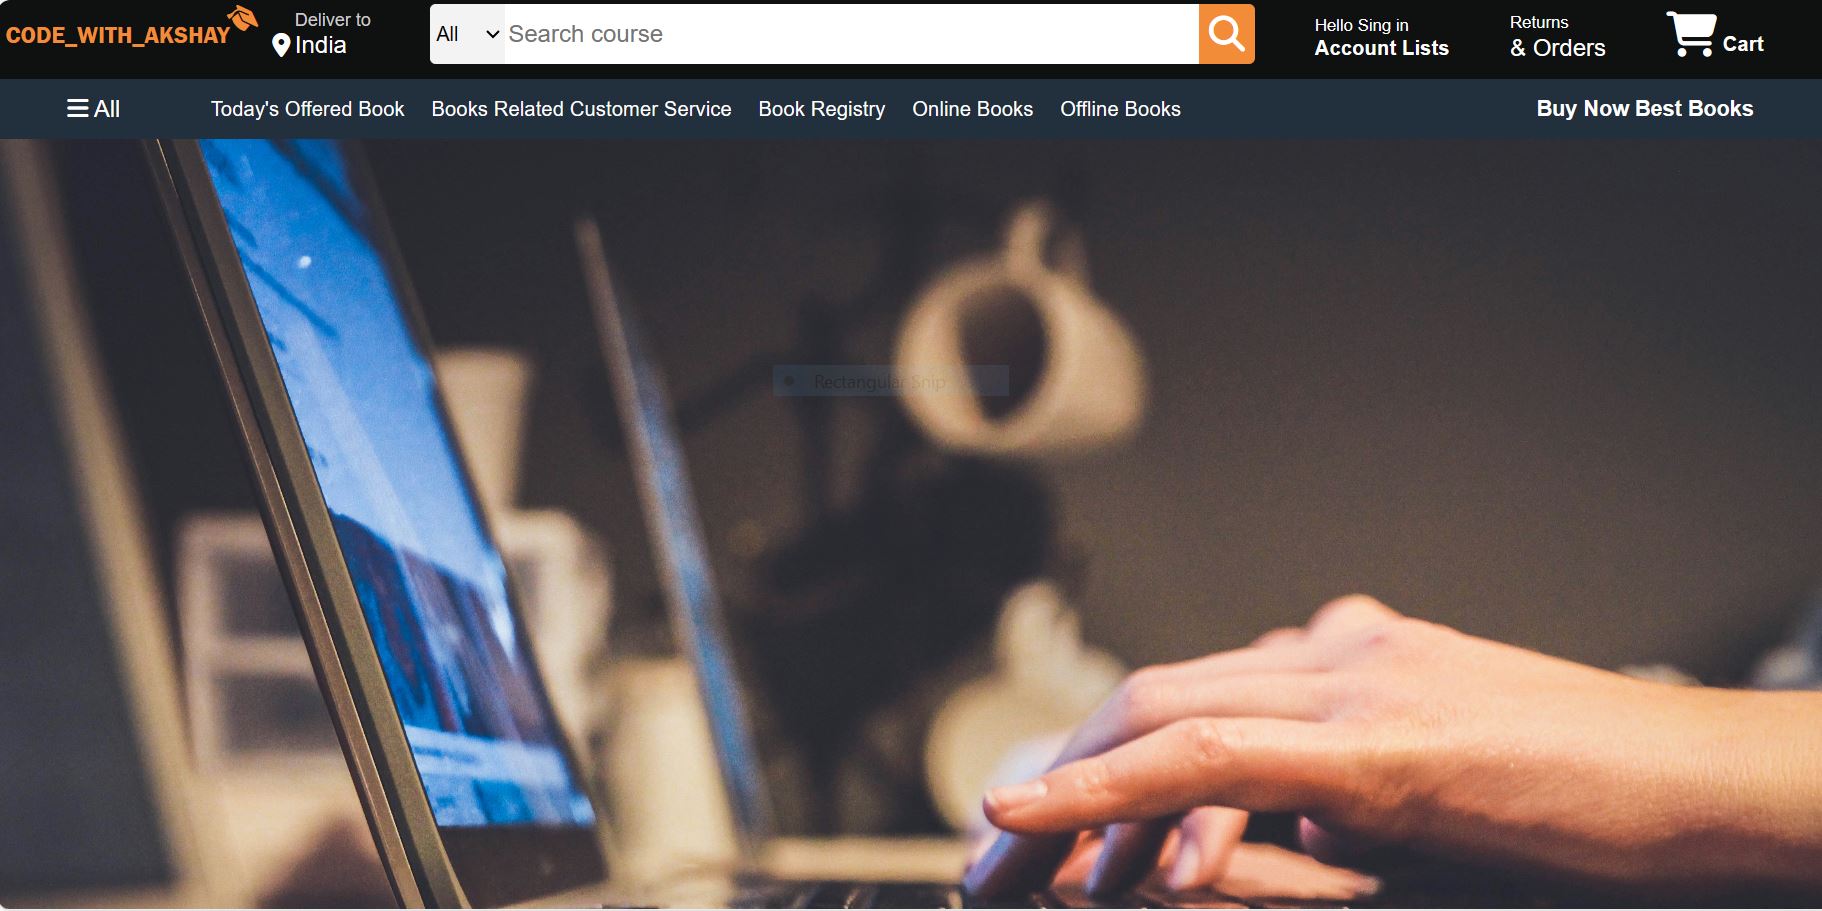 CODE_WITH_AKSHAY
Deliver to
India
All
Search course
Hello Sing in
Account Lists
Returns
& Orders
Cart
All
Today's Offered Book
Books Related Customer Service
Book Registry
Online Books
Offline Books
Buy Now Best Books
Rectangular Snip